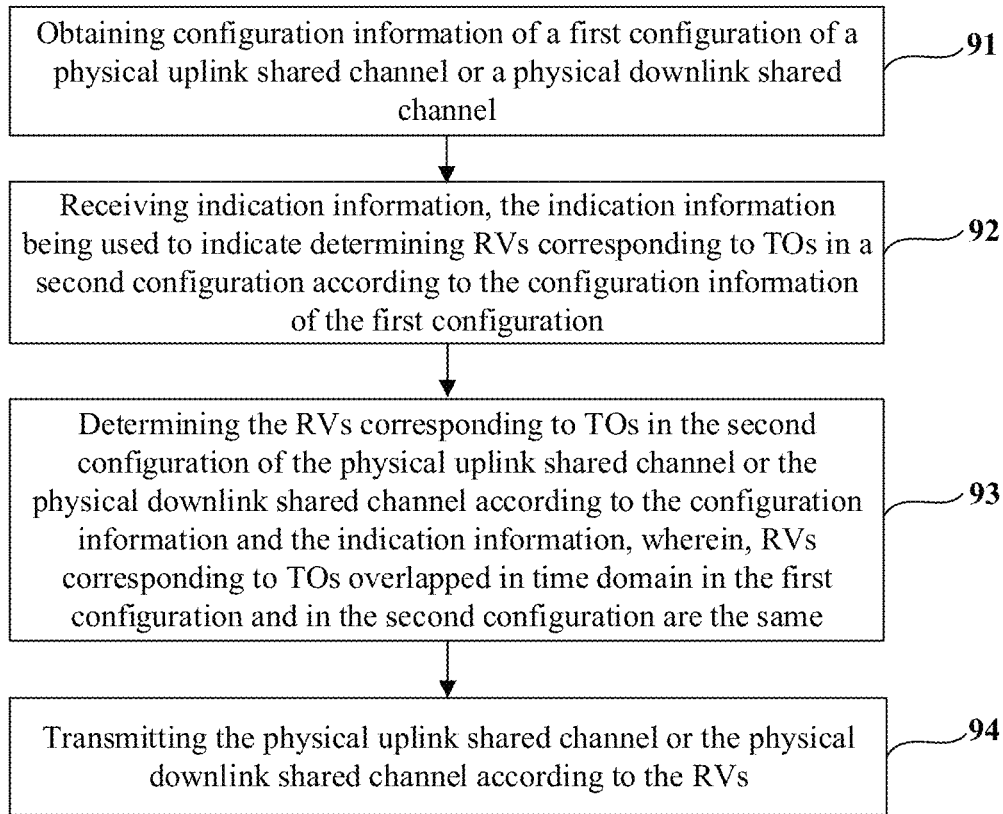 Obtaining configuration information of a first configuration of a
physical uplink shared channel or a physical downlink shared
channel
91
Receiving indication information, the indication information
being used to indicate determining RVs corresponding to TOs in a
second configuration according to the configuration information
of the first configuration
92
Determining the RVs corresponding to TOs in the second
configuration of the physical uplink shared channel or the
physical downlink shared channel according to the configuration
information and the indication information, wherein, RVs
corresponding to TOs overlapped in time domain in the first
configuration and in the second configuration are the same
93
Transmitting the physical uplink shared channel or the physical
downlink shared channel according to the RVs
94